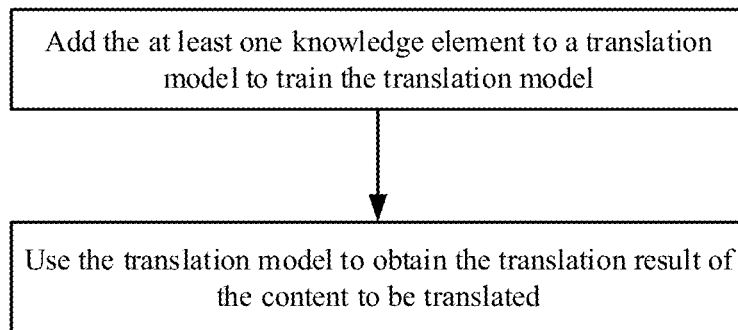 Add the at least one knowledge element to a translation
model to train the translation model
Use the translation model to obtain the translation result of
the content to be translated